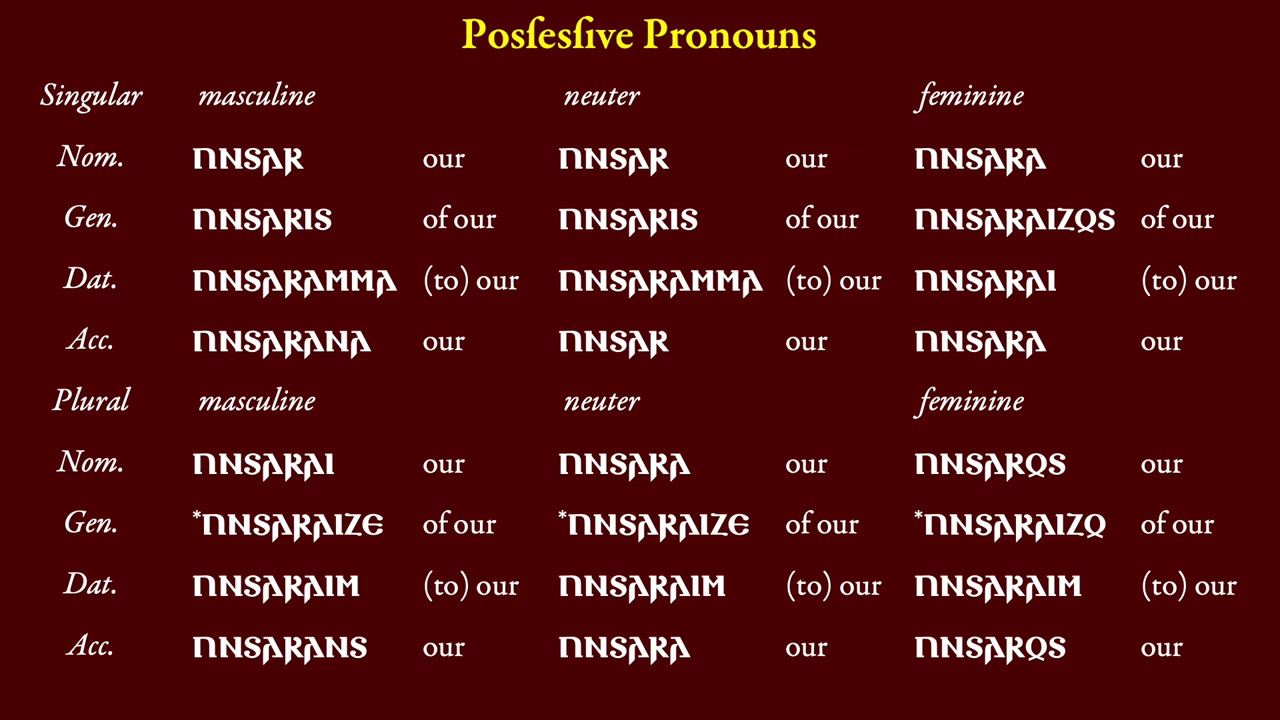 Posſesſive Pronouns
Singular masculine neuter feminine
Nom. 𐌿𐌽𐍃𐌰𐍂 our 𐌿𐌽𐍃𐌰𐍂 our 𐌿𐌽𐍃𐌰𐍂𐌰 our
Gen. 𐌿𐌽𐍃𐌰𐍂𐌹𐍃 of our 𐌿𐌽𐍃𐌰𐍂𐌹𐍃 of our 𐌿𐌽𐍃𐌰𐍂𐌰𐌹𐌶𐍉𐍃 of our
Dat. 𐌿𐌽𐍃𐌰𐍂𐌰𐌼𐌼𐌰 (to) our 𐌿𐌽𐍃𐌰𐍂𐌰𐌼𐌼𐌰 (to) our 𐌿𐌽𐍃𐌰𐍂𐌰𐌹 (to) our
Acc. 𐌿𐌽𐍃𐌰𐍂𐌰𐌽𐌰 our 𐌿𐌽𐍃𐌰𐍂 our 𐌿𐌽𐍃𐌰𐍂𐌰 our
Plural masculine neuter feminine
Nom. 𐌿𐌽𐍃𐌰𐍂𐌰𐌹 our 𐌿𐌽𐍃𐌰𐍂𐌰 our 𐌿𐌽𐍃𐌰𐍂𐍉𐍃 our
Gen. *𐌿𐌽𐍃𐌰𐍂𐌰𐌹𐌶𐌴 of our *𐌿𐌽𐍃𐌰𐍂𐌰𐌹𐌶𐌴 of our *𐌿𐌽𐍃𐌰𐍂𐌰𐌹𐌶𐍉 of our
Dat. 𐌿𐌽𐍃𐌰𐍂𐌰𐌹𐌼 (to) our 𐌿𐌽𐍃𐌰𐍂𐌰𐌹𐌼 (to) our 𐌿𐌽𐍃𐌰𐍂𐌰𐌹𐌼 (to) our
Acc. 𐌿𐌽𐍃𐌰𐍂𐌰𐌽𐍃 our 𐌿𐌽𐍃𐌰𐍂𐌰 our 𐌿𐌽𐍃𐌰𐍂𐍉𐍃 our